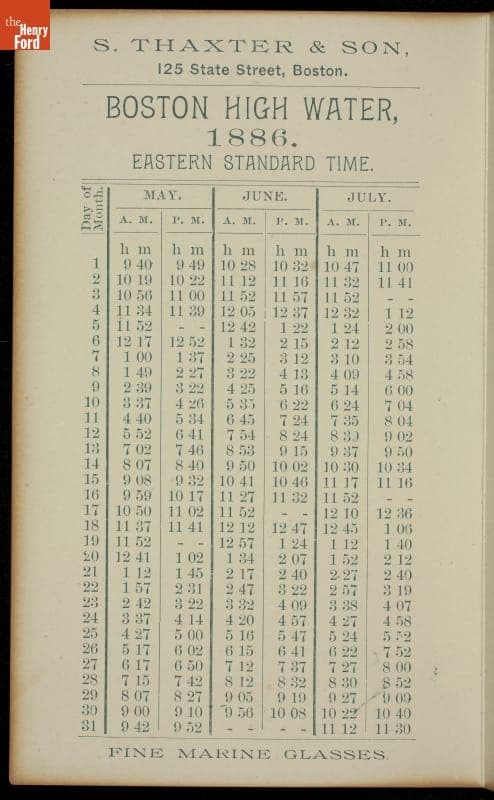 the
Henry
Ford
S. THAXTER & SON,
125 State Street, Boston.
BOSTON HIGH WATER,
1886.
EASTERN STANDARD TIME.
Day of Month. MAY. JUNE. JULY.
A. M. P. M. A. M. P. M. A. M. P. M.
h m h m h m h m h m h m
1 9 40 9 49 10 28 10 32 10 47 11 00
2 10 19 10 22 11 12 11 16 11 32 11 41
3 10 56 11 00 11 52 11 57 11 52 - -
4 11 34 11 39 12 05 12 37 12 32 1 12
5 11 52 - - 12 42 1 22 1 24 2 00
6 12 17 12 52 1 32 2 15 2 12 2 58
7 1 00 1 37 2 25 3 12 3 10 3 54
8 1 49 2 27 3 22 4 13 4 09 4 58
9 2 39 3 22 4 25 5 16 5 14 6 00
10 3 37 4 26 5 35 6 22 6 24 7 04
11 4 40 5 34 6 45 7 24 7 35 8 04
12 5 52 6 41 7 54 8 24 8 39 9 02
13 7 02 7 46 8 53 9 15 9 37 9 50
14 8 07 8 40 9 50 10 02 10 30 10 34
15 9 08 9 32 10 41 10 46 11 17 11 16
16 9 59 10 17 11 27 11 32 11 52 - -
17 10 50 11 02 11 52 - - 12 10 12 36
18 11 37 11 41 12 12 12 47 12 45 1 06
19 11 52 - - 12 57 1 24 1 12 1 40
20 12 41 1 02 1 34 2 07 1 52 2 12
21 1 12 1 45 2 17 2 40 2 27 2 40
22 1 57 2 31 2 47 3 22 2 57 3 19
23 2 42 3 22 3 32 4 09 3 38 4 07
24 3 37 4 14 4 20 4 57 4 27 4 58
25 4 27 5 00 5 16 5 47 5 24 5 52
26 5 17 6 02 6 15 6 41 6 22 7 52
27 6 17 6 50 7 12 7 37 7 27 8 00
28 7 15 7 42 8 12 8 32 8 30 8 52
29 8 07 8 27 9 05 9 19 9 27 9 00
30 9 00 9 10 9 56 10 08 10 22 10 40
31 9 42 9 52 - - - - 11 12 11 30
FINE MARINE GLASSES.